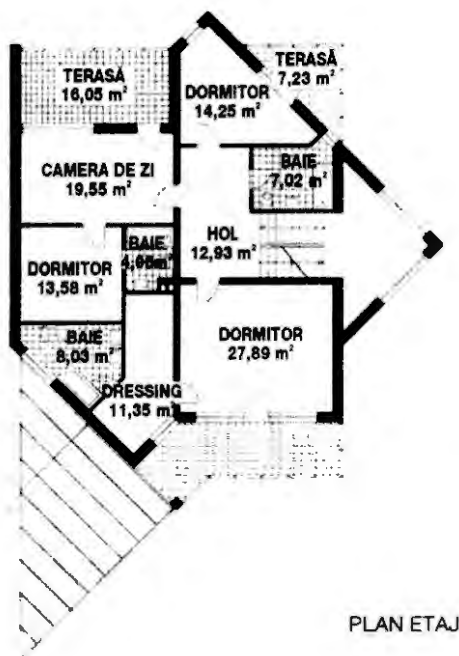 TERASĂ
16,05 m²
TERASĂ
7,23 m²
DORMITOR
14,25 m²
CAMERA DE ZI
19,55 m²
BAIE
7,02 m²
BAIE
HOL
12,93 m²
DORMITOR
13,58 m²
BAIE
8,03 m²
DORMITOR
27,89 m²
DRESSING
11,35 m²
PLAN ETAJ